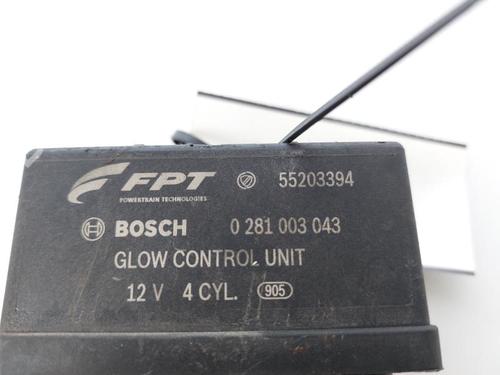 FPT 55203394
POWERTRAIN TECHNOLOGIES
BOSCH 0 281 003 043
GLOW CONTROL UNIT
12 V 4 CYL. 905